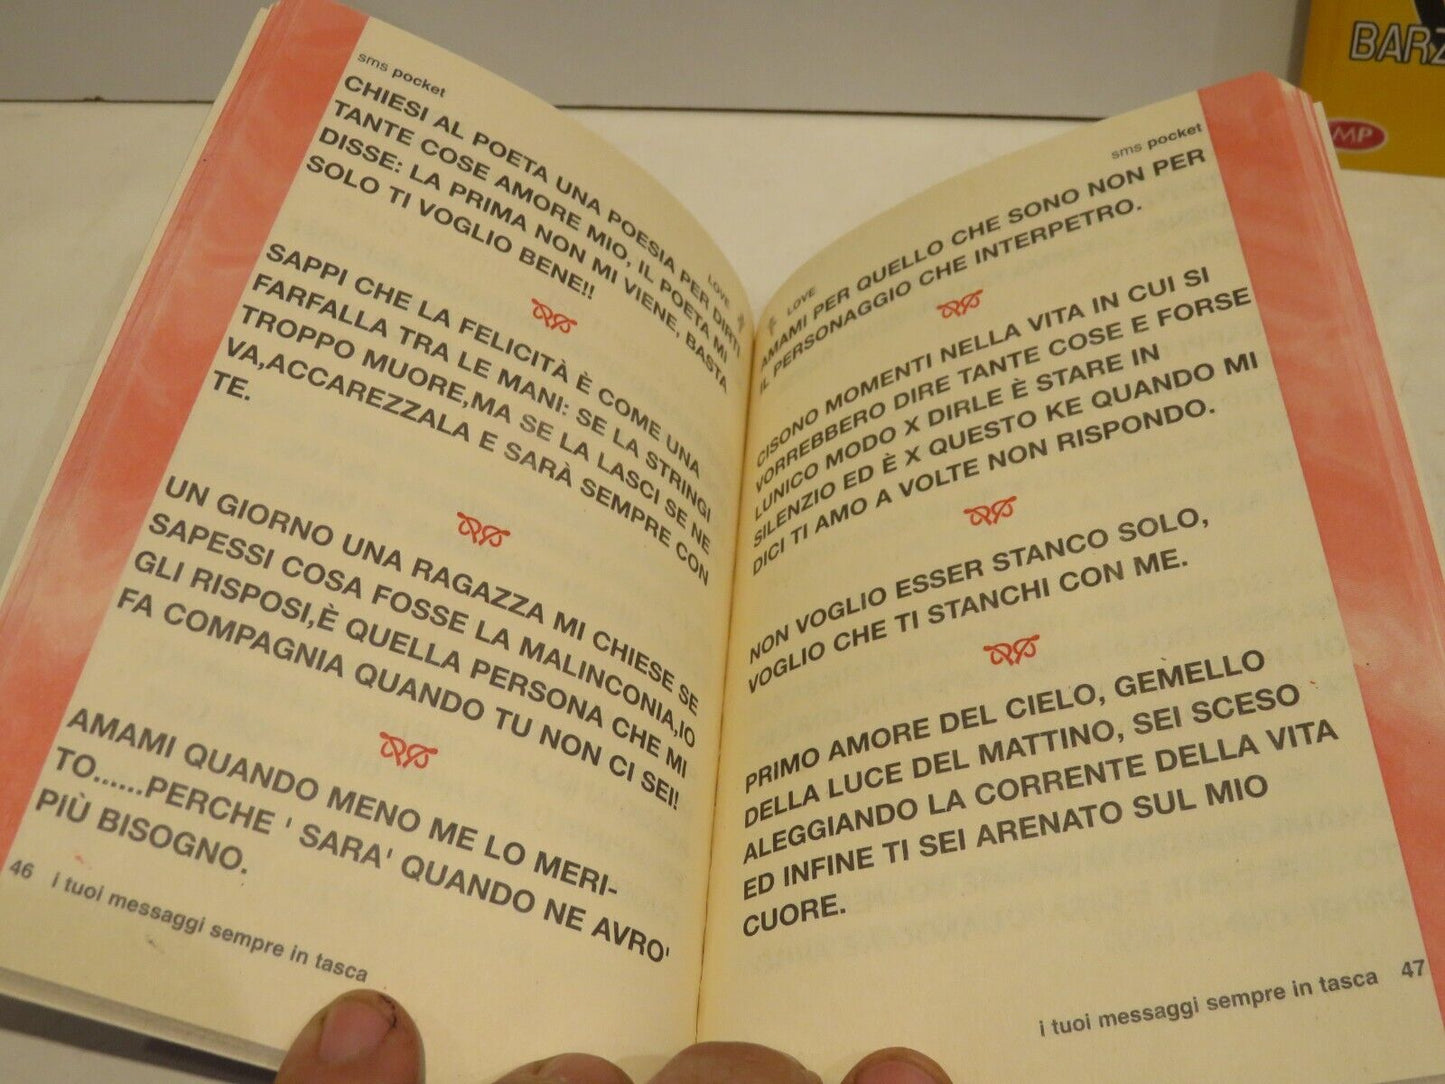 sms pocket
CHIESI AL POETA UNA POESIA PER DIRTI
TANTE COSE AMORE MIO, IL POETA MI
DISSE: LA PRIMA NON MI VIENE, BASTA
SOLO TI VOGLIO BENE!!
SAPPI CHE LA FELICITÀ È COME UNA
FARFALLA TRA LE MANI: SE LA STRINGI
TROPPO MUORE,MA SE LA LASCI SE NE
VA,ACCAREZZALA E SARÀ SEMPRE CON
TE.
UN GIORNO UNA RAGAZZA MI CHIESE SE
SAPESSI COSA FOSSE LA MALINCONIA,IO
GLI RISPOSI,È QUELLA PERSONA CHE MI
FA COMPAGNIA QUANDO TU NON CI SEI!
AMAMI QUANDO MENO ME LO MERI-
TO......PERCHE ' SARA' QUANDO NE AVRO'
PIÙ BISOGNO.
46 i tuoi messaggi sempre in tasca
LOVE
sms pocket
LOVE
AMAMI PER QUELLO CHE SONO NON PER
IL PERSONAGGIO CHE INTERPETRO.
CISONO MOMENTI NELLA VITA IN CUI SI
VORREBBERO DIRE TANTE COSE E FORSE
LUNICO MODO X DIRLE È STARE IN
SILENZIO ED È X QUESTO KE QUANDO MI
DICI TI AMO A VOLTE NON RISPONDO.
NON VOGLIO ESSER STANCO SOLO,
VOGLIO CHE TI STANCHI CON ME.
PRIMO AMORE DEL CIELO, GEMELLO
DELLA LUCE DEL MATTINO, SEI SCESO
ALEGGIANDO LA CORRENTE DELLA VITA
ED INFINE TI SEI ARENATO SUL MIO
CUORE.
i tuoi messaggi sempre in tasca 47
MP